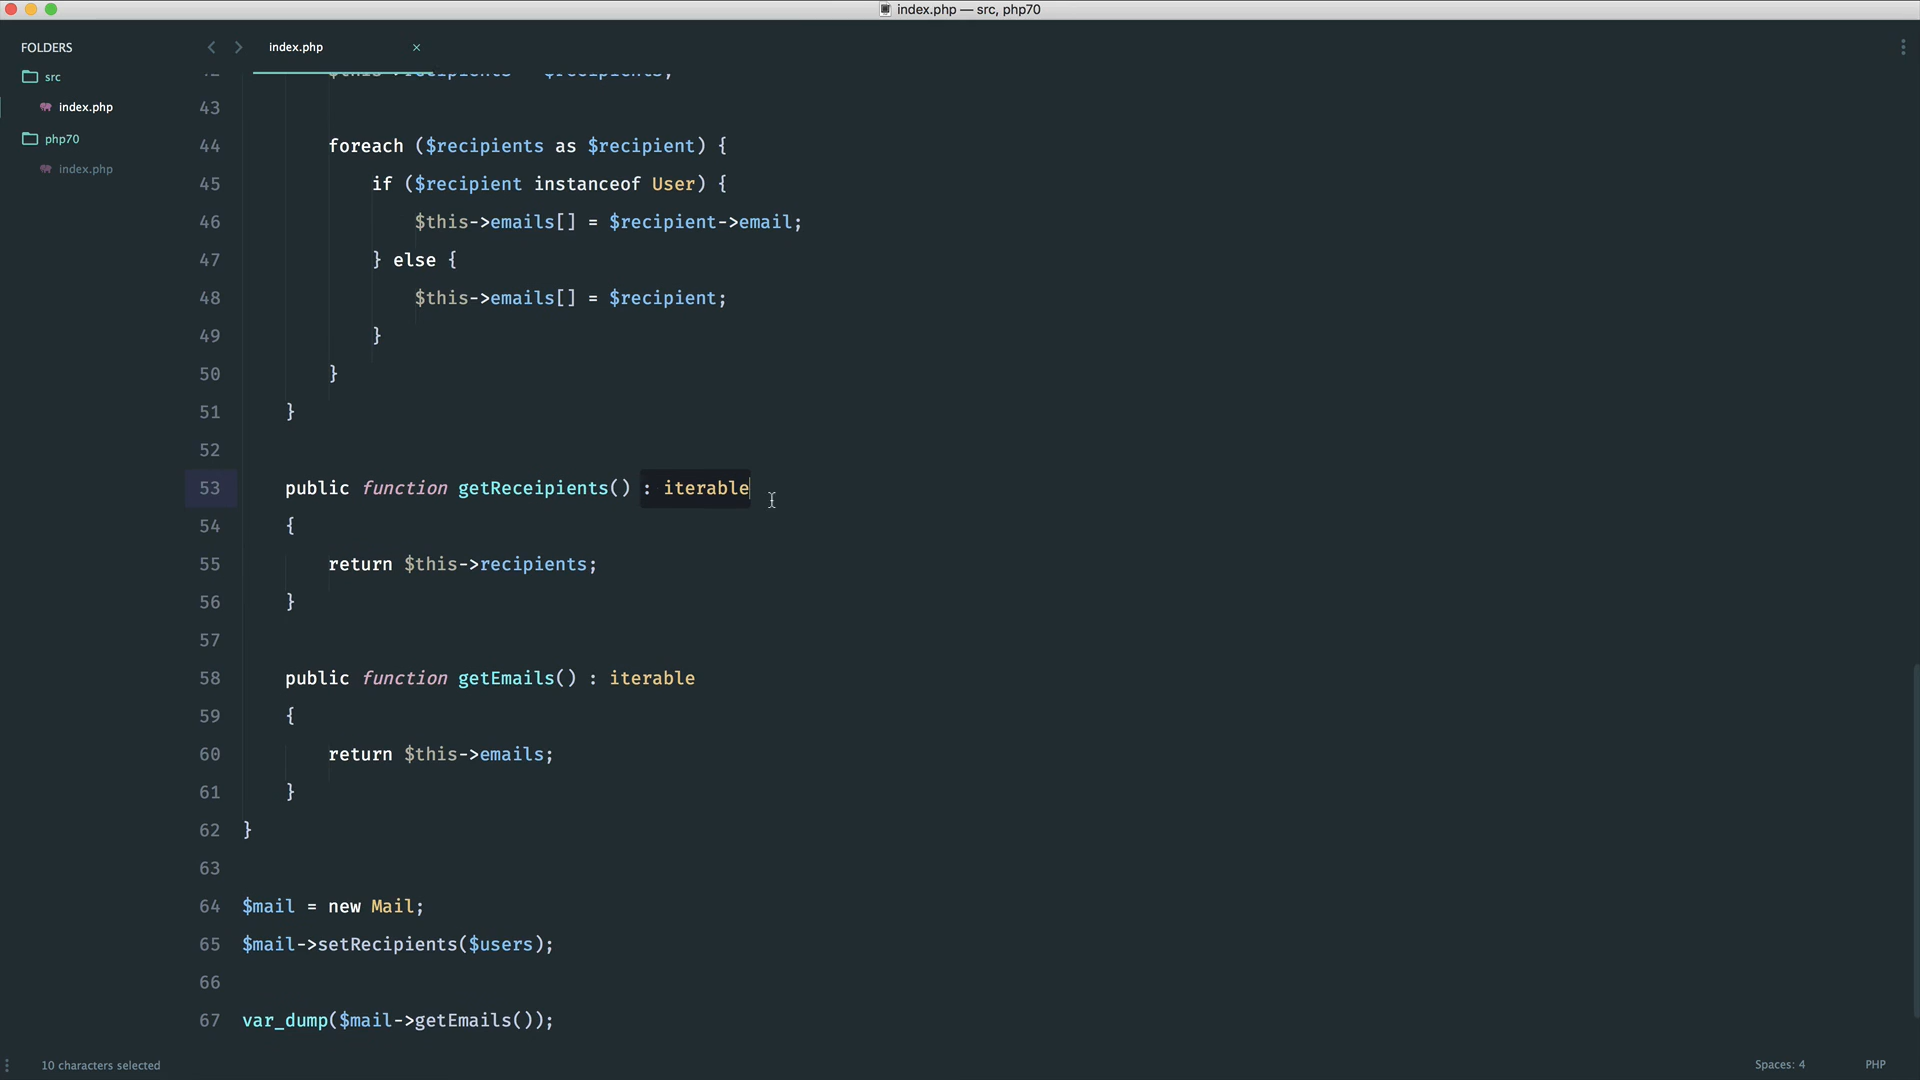 index.php — src, php70
FOLDERS
src
index.php
php70
index.php
index.php ×
42 $this->recipients = $recipients;
43
44 foreach ($recipients as $recipient) {
45 if ($recipient instanceof User) {
46 $this->emails[] = $recipient->email;
47 } else {
48 $this->emails[] = $recipient;
49 }
50 }
51 }
52
53 public function getReceipients() : iterable
54 {
55 return $this->recipients;
56 }
57
58 public function getEmails() : iterable
59 {
60 return $this->emails;
61 }
62 }
63
64 $mail = new Mail;
65 $mail->setRecipients($users);
66
67 var_dump($mail->getEmails());
10 characters selected
Spaces: 4 PHP